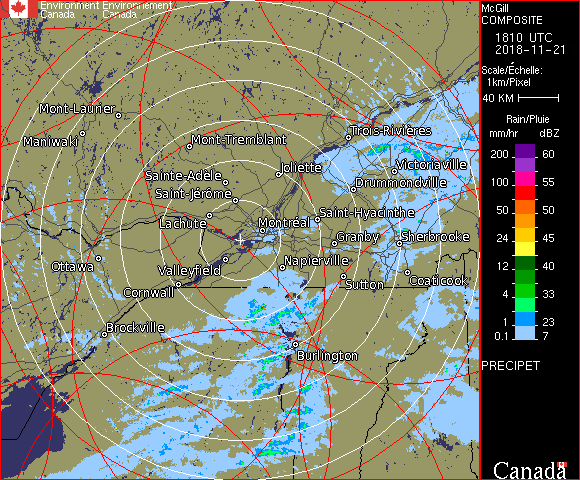 Environment Environnement
Canada Canada
McGill
COMPOSITE
1810 UTC
2018-11-21
Scale/Échelle:
1km/Pixel
40 KM
Rain/Pluie
mm/hr dBZ
200 60
100 55
50 50
24 45
12 40
4 33
1 23
0.1 7
PRECIPET
Canada
Mont-Laurier
Maniwaki
Mont-Tremblant
Trois-Rivières
Sainte-Adèle
Joliette
Victoriaville
Saint-Jérôme
Drummondville
Lachute
Montréal
Saint-Hyacinthe
Granby
Sherbrooke
Ottawa
Valleyfield
Napierville
Cornwall
Sutton
Coaticook
Brockville
Burlington